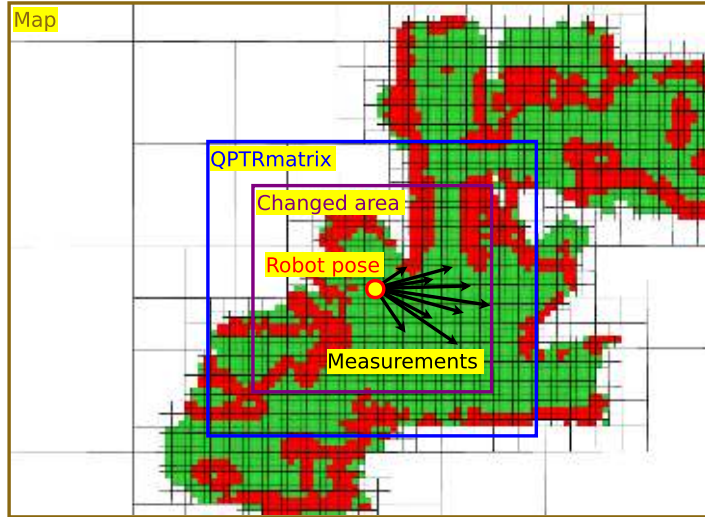 Map
QPTRmatrix
Changed area
Robot pose
Measurements